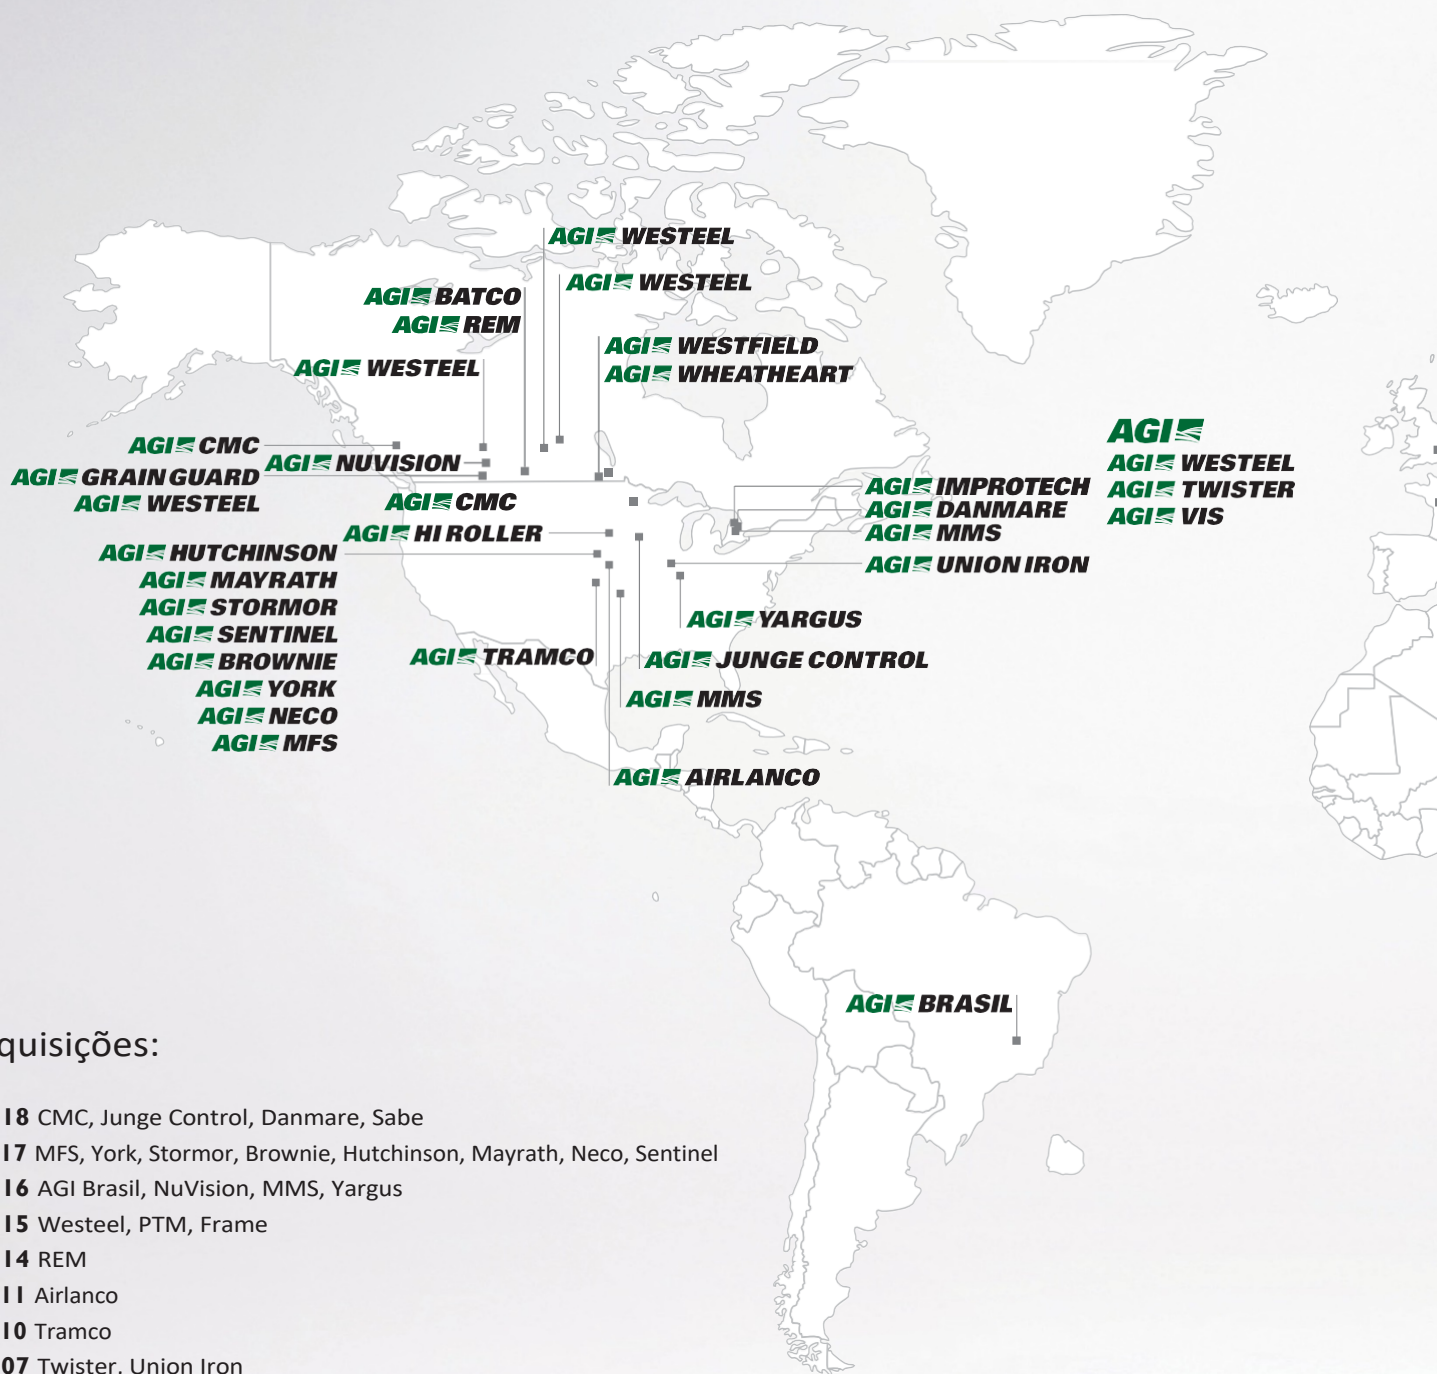 AGI WESTEEL
AGI WESTEEL
AGI BATCO
AGI REM
AGI WESTFIELD
AGI WHEATHEART
AGI WESTEEL
AGI CMC
AGI NUVISION
AGI GRAIN GUARD
AGI WESTEEL
AGI CMC
AGI HI ROLLER
AGI HUTCHINSON
AGI MAYRATH
AGI STORMOR
AGI SENTINEL
AGI BROWNIE
AGI YORK
AGI NECO
AGI MFS
AGI TRAMCO
AGI IMPROTECH
AGI DANMARE
AGI MMS
AGI UNION IRON
AGI YARGUS
AGI JUNGE CONTROL
AGI MMS
AGI AIRLANCO
AGI
AGI WESTEEL
AGI TWISTER
AGI VIS
AGI BRASIL
quisições:
18 CMC, Junge Control, Danmare, Sabe
17 MFS, York, Stormor, Brownie, Hutchinson, Mayrath, Neco, Sentinel
16 AGI Brasil, NuVision, MMS, Yargus
15 Westeel, PTM, Frame
14 REM
11 Airlanco
10 Tramco
07 Twister, Union Iron